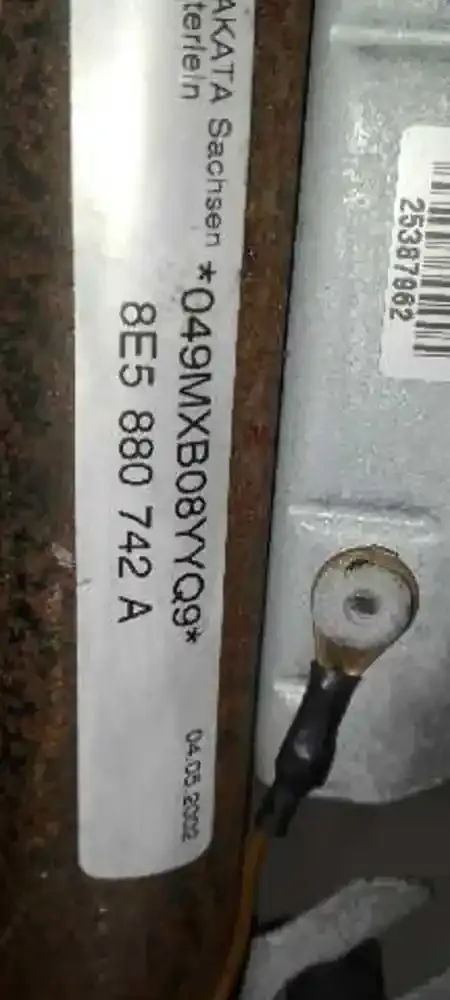 AKATA Sachsen *049MXB08YYQ9*
terlein
8E5 880 742 A
04.05.2002
25387962